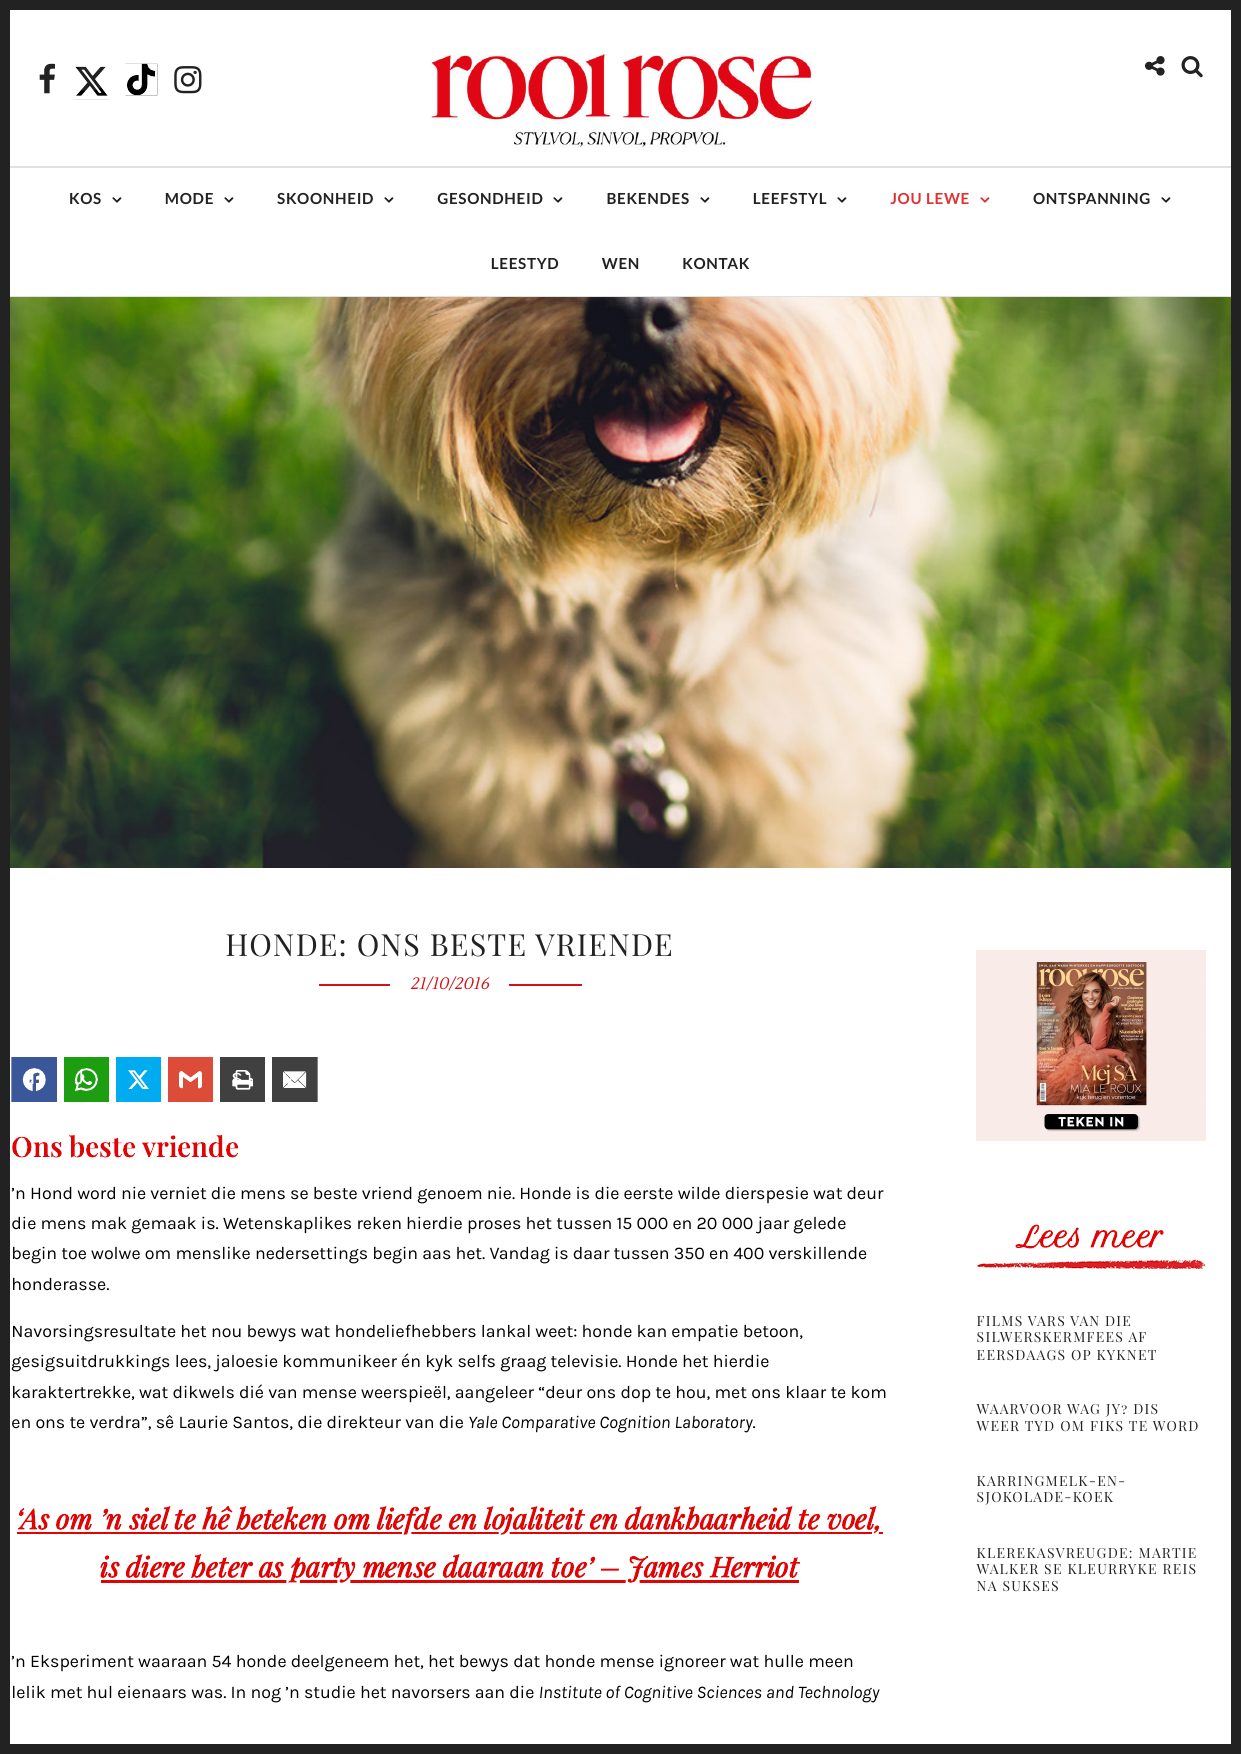 rooi rose
STYLVOL, SINVOL, PROPVOL.
KOS
MODE
SKOONHEID
GESONDHEID
BEKENDES
LEEFSTYL
JOU LEWE
ONTSPANNING
LEESTYD
WEN
KONTAK
HONDE: ONS BESTE VRIENDE
21/10/2016
Ons beste vriende
’n Hond word nie verniet die mens se beste vriend genoem nie. Honde is die eerste wilde dierspesie wat deur
die mens mak gemaak is. Wetenskaplikes reken hierdie proses het tussen 15 000 en 20 000 jaar gelede
begin toe wolwe om menslike nedersettings begin aas het. Vandag is daar tussen 350 en 400 verskillende
honderasse.
Navorsingsresultate het nou bewys wat hondeliefhebbers lankal weet: honde kan empatie betoon,
gesigsuitdrukkings lees, jaloesie kommunikeer én kyk selfs graag televisie. Honde het hierdie
karaktertrekke, wat dikwels dié van mense weerspieël, aangeleer “deur ons dop te hou, met ons klaar te kom
en ons te verdra”, sê Laurie Santos, die direkteur van die Yale Comparative Cognition Laboratory.
‘As om ’n siel te hê beteken om liefde en lojaliteit en dankbaarheid te voel,
is diere beter as party mense daaraan toe’ – James Herriot
’n Eksperiment waaraan 54 honde deelgeneem het, het bewys dat honde mense ignoreer wat hulle meen
lelik met hul eienaars was. In nog ’n studie het navorsers aan die Institute of Cognitive Sciences and Technology
rooi rose
Mej SA
MIA LE ROUX
kyk terug en vorentoe
TEKEN IN
Lees meer
FILMS VARS VAN DIE
SILWERSKERMFEES AF
EERSDAAGS OP KYKNET
WAARVOOR WAG JY? DIS
WEER TYD OM FIKS TE WORD
KARRINGMELK-EN-
SJOKOLADE-KOEK
KLEREKASVREUGDE: MARTIE
WALKER SE KLEURRYKE REIS
NA SUKSES